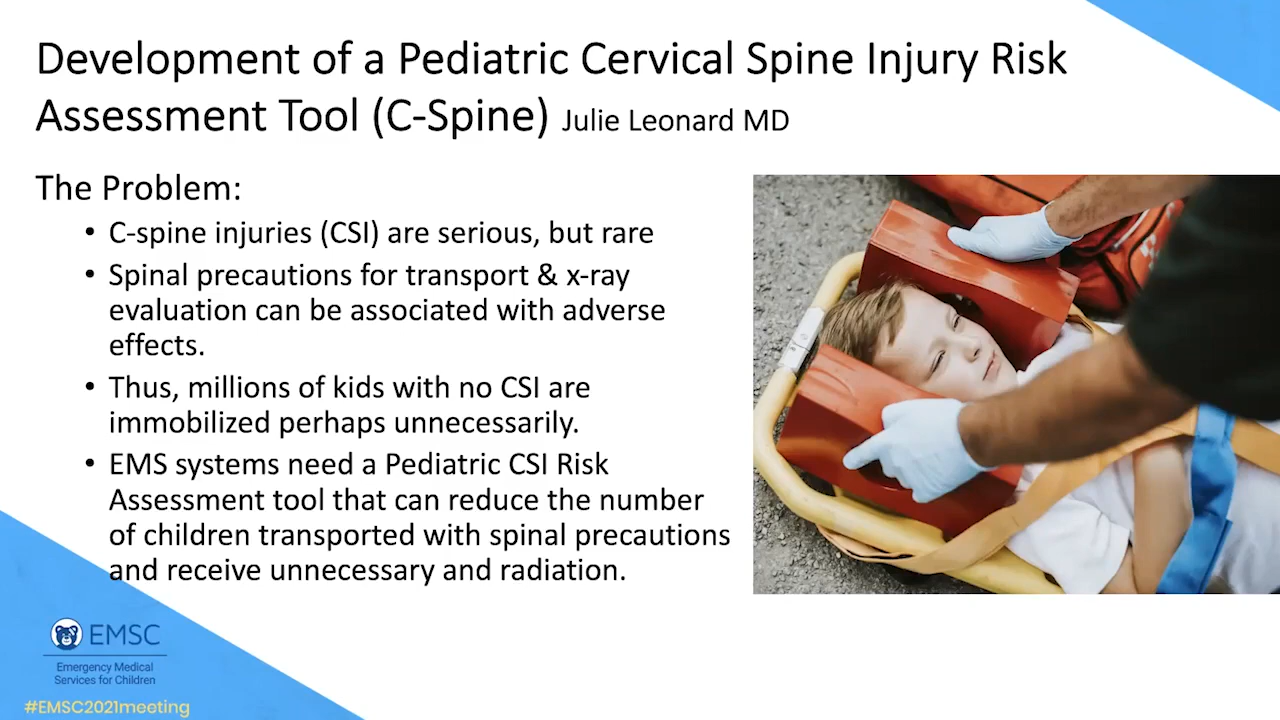 Development of a Pediatric Cervical Spine Injury Risk
Assessment Tool (C-Spine) Julie Leonard MD
The Problem:
• C-spine injuries (CSI) are serious, but rare
• Spinal precautions for transport & x-ray
evaluation can be associated with adverse
effects.
• Thus, millions of kids with no CSI are
immobilized perhaps unnecessarily.
• EMS systems need a Pediatric CSI Risk
Assessment tool that can reduce the number
of children transported with spinal precautions
and receive unnecessary and radiation.
EMSC
Emergency Medical
Services for Children
#EMSC2021meeting